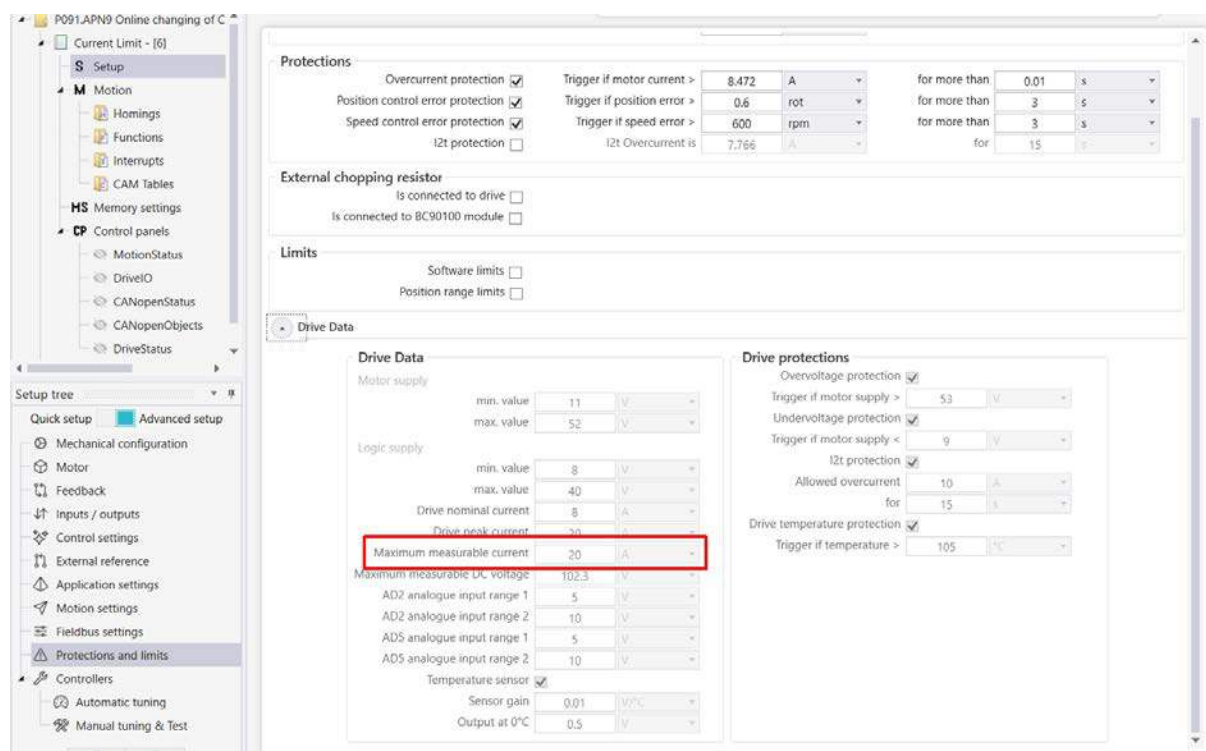 P091.APN9 Online changing of C
Current Limit - [6]
S Setup
M Motion
Homings
Functions
Interrupts
CAM Tables
HS Memory settings
CP Control panels
MotionStatus
DriveIO
CANopenStatus
CANopenObjects
DriveStatus
Setup tree
Quick setup Advanced setup
Mechanical configuration
Motor
Feedback
Inputs / outputs
Control settings
External reference
Application settings
Motion settings
Fieldbus settings
Protections and limits
Controllers
Automatic tuning
Manual tuning & Test
Protections
Overcurrent protection Trigger if motor current > 8.472 A for more than 0.01 s
Position control error protection Trigger if position error > 0.6 rot for more than 3 s
Speed control error protection Trigger if speed error > 600 rpm for more than 3 s
I2t protection I2t Overcurrent is 7.766 A for 15 s
External chopping resistor
Is connected to drive
Is connected to BC90100 module
Limits
Software limits
Position range limits
Drive Data
Drive Data
Motor supply
min. value 11 V
max. value 52 V
Logic supply
min. value 8 V
max. value 40 V
Drive nominal current 8 A
Drive peak current 20 A
Maximum measurable current 20 A
Maximum measurable DC voltage 102.3 V
AD2 analogue input range 1 5 V
AD2 analogue input range 2 10 V
AD5 analogue input range 1 5 V
AD5 analogue input range 2 10 V
Temperature sensor
Sensor gain 0.01 V/°C
Output at 0°C 0.5 V
Drive protections
Overvoltage protection
Trigger if motor supply > 53 V
Undervoltage protection
Trigger if motor supply < 9 V
I2t protection
Allowed overcurrent 10 A
for 15 s
Drive temperature protection
Trigger if temperature > 105 °C